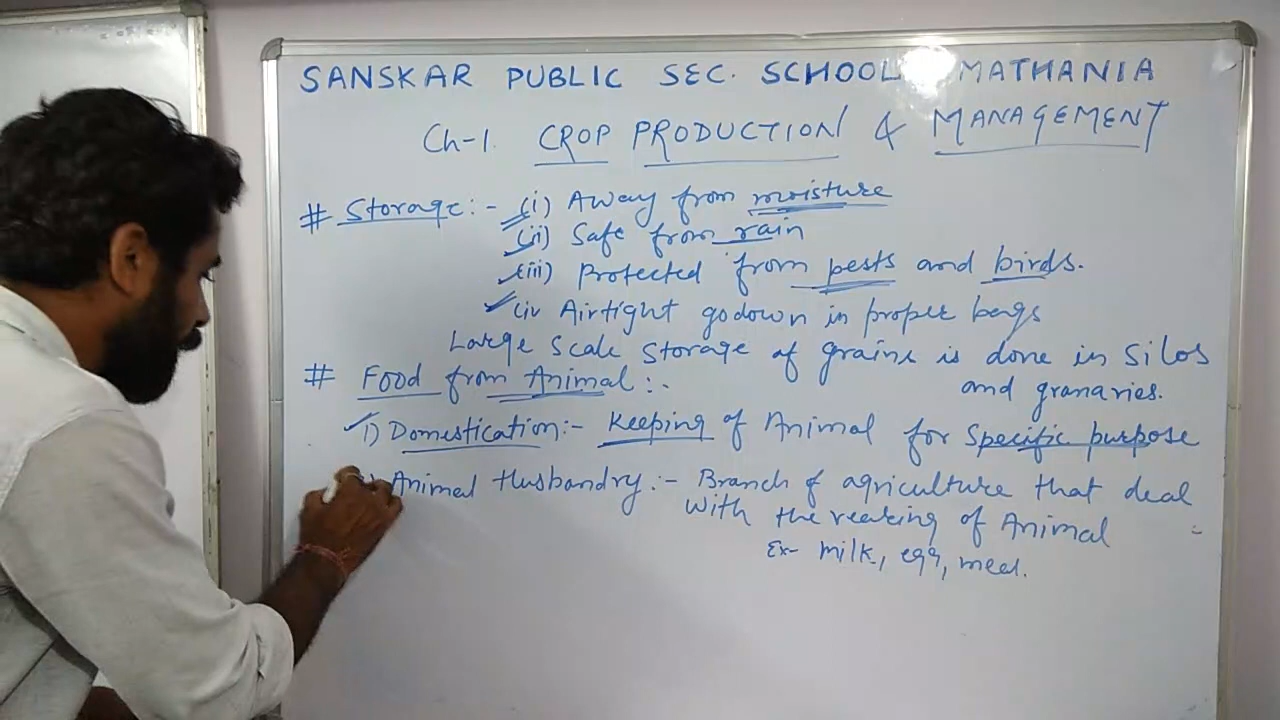 SANSKAR PUBLIC SEC. SCHOOL MATHANIA
Ch-1. CROP PRODUCTION & MANAGEMENT
# Storage:- (i) Away from moisture
(ii) Safe from rain
(iii) Protected from pests and birds.
(iv Airtight godown in proper bags
Large scale storage of grains is done in Silos
and granaries.
# Food from Animal:-
i) Domestication:- Keeping of Animal for Specific purpose
Animal Husbandry:- Branch of agriculture that deal
with the rearing of Animal
Ex- milk, egg,